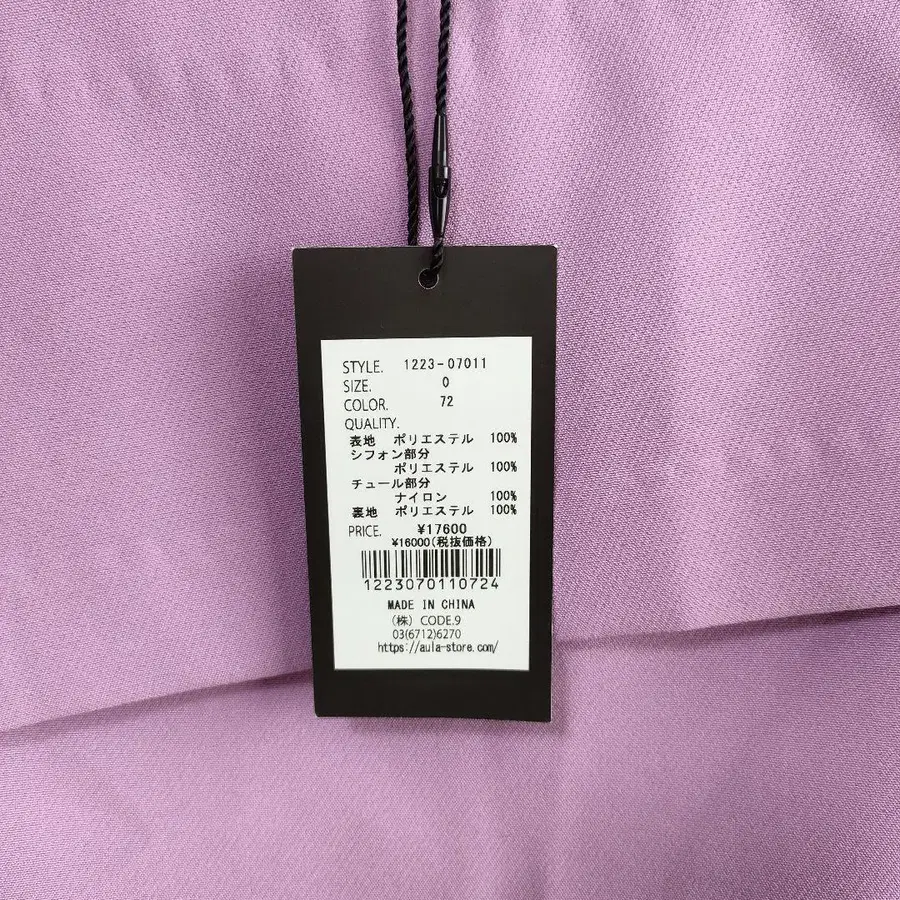 STYLE. 1223-07011
SIZE. 0
COLOR. 72
QUALITY.
表地 ポリエステル 100%
シフォン部分
ポリエステル 100%
チュール部分
ナイロン 100%
裏地 ポリエステル 100%
PRICE. ¥17600
¥16000(税抜価格)
1223070110724
MADE IN CHINA
(株) CODE.9
03(6712)6270
https://aula-store.com/